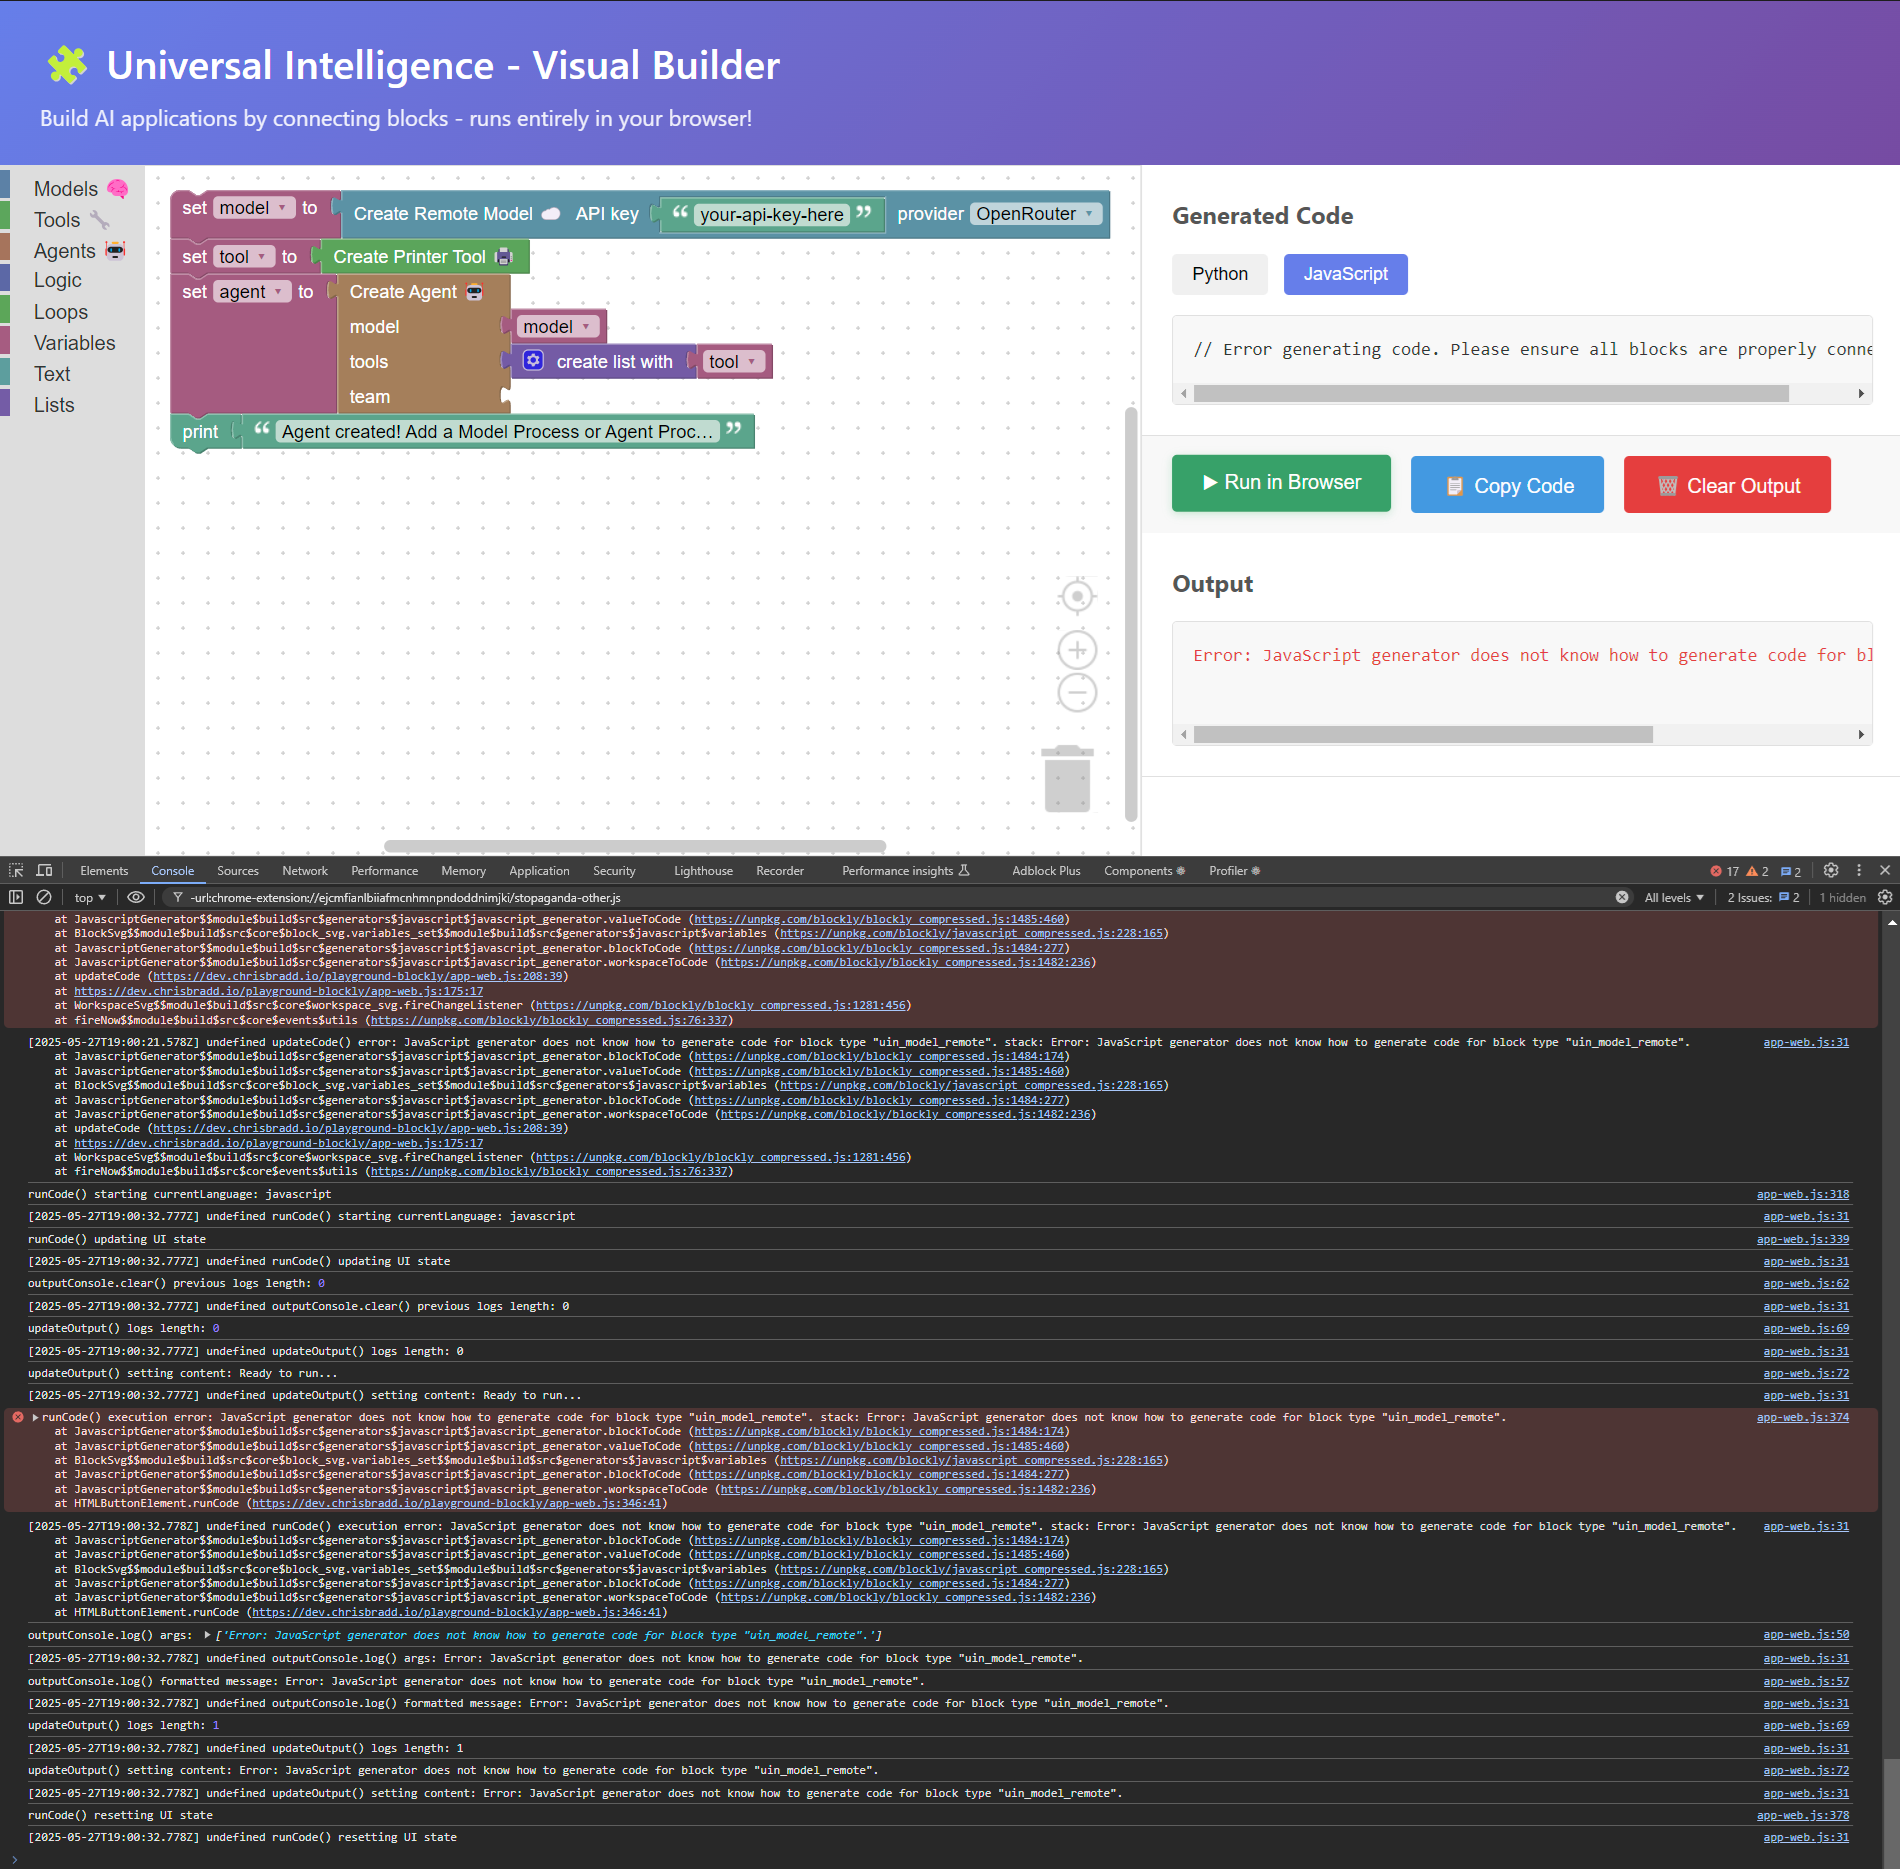 Universal Intelligence - Visual Builder
Build AI applications by connecting blocks - runs entirely in your browser!
Models
Tools
Agents
Logic
Loops
Variables
Text
Lists
set model ▾ to Create Remote Model API key “ your-api-key-here ” provider OpenRouter ▾
set tool ▾ to Create Printer Tool
set agent ▾ to Create Agent
model model ▾
tools create list with tool ▾
team
print “ Agent created! Add a Model Process or Agent Proc... ”
Generated Code
Python JavaScript
// Error generating code. Please ensure all blocks are properly conne
▶ Run in Browser Copy Code Clear Output
Output
Error: JavaScript generator does not know how to generate code for bl
Elements Console Sources Network Performance Memory Application Security Lighthouse Recorder Performance insights Adblock Plus Components Profiler 17 2 2
top ▾ -url:chrome-extension://ejcmfianlbiiafmcnhmnpndoddnimjki/stopaganda-other.js All levels ▾ 2 Issues: 2 1 hidden
at JavascriptGenerator$$module$build$src$generators$javascript$javascript_generator.valueToCode (https://unpkg.com/blockly/blockly_compressed.js:1485:460)
at BlockSvg$$module$build$src$core$block_svg.variables_set$$module$build$src$generators$javascript$variables (https://unpkg.com/blockly/javascript_compressed.js:228:165)
at JavascriptGenerator$$module$build$src$generators$javascript$javascript_generator.blockToCode (https://unpkg.com/blockly/blockly_compressed.js:1484:277)
at JavascriptGenerator$$module$build$src$generators$javascript$javascript_generator.workspaceToCode (https://unpkg.com/blockly/blockly_compressed.js:1482:236)
at updateCode (https://dev.chrisbradd.io/playground-blockly/app-web.js:208:39)
at https://dev.chrisbradd.io/playground-blockly/app-web.js:175:17
at WorkspaceSvg$$module$build$src$core$workspace_svg.fireChangeListener (https://unpkg.com/blockly/blockly_compressed.js:1281:456)
at fireNow$$module$build$src$core$events$utils (https://unpkg.com/blockly/blockly_compressed.js:76:337)
[2025-05-27T19:00:21.578Z] undefined updateCode() error: JavaScript generator does not know how to generate code for block type "uin_model_remote". stack: Error: JavaScript generator does not know how to generate code for block type "uin_model_remote". app-web.js:31
at JavascriptGenerator$$module$build$src$generators$javascript$javascript_generator.blockToCode (https://unpkg.com/blockly/blockly_compressed.js:1484:174)
at JavascriptGenerator$$module$build$src$generators$javascript$javascript_generator.valueToCode (https://unpkg.com/blockly/blockly_compressed.js:1485:460)
at BlockSvg$$module$build$src$core$block_svg.variables_set$$module$build$src$generators$javascript$variables (https://unpkg.com/blockly/javascript_compressed.js:228:165)
at JavascriptGenerator$$module$build$src$generators$javascript$javascript_generator.blockToCode (https://unpkg.com/blockly/blockly_compressed.js:1484:277)
at JavascriptGenerator$$module$build$src$generators$javascript$javascript_generator.workspaceToCode (https://unpkg.com/blockly/blockly_compressed.js:1482:236)
at updateCode (https://dev.chrisbradd.io/playground-blockly/app-web.js:208:39)
at https://dev.chrisbradd.io/playground-blockly/app-web.js:175:17
at WorkspaceSvg$$module$build$src$core$workspace_svg.fireChangeListener (https://unpkg.com/blockly/blockly_compressed.js:1281:456)
at fireNow$$module$build$src$core$events$utils (https://unpkg.com/blockly/blockly_compressed.js:76:337)
runCode() starting currentLanguage: javascript app-web.js:318
[2025-05-27T19:00:32.777Z] undefined runCode() starting currentLanguage: javascript app-web.js:31
runCode() updating UI state app-web.js:339
[2025-05-27T19:00:32.777Z] undefined runCode() updating UI state app-web.js:31
outputConsole.clear() previous logs length: 0 app-web.js:62
[2025-05-27T19:00:32.777Z] undefined outputConsole.clear() previous logs length: 0 app-web.js:31
updateOutput() logs length: 0 app-web.js:69
[2025-05-27T19:00:32.777Z] undefined updateOutput() logs length: 0 app-web.js:31
updateOutput() setting content: Ready to run... app-web.js:72
[2025-05-27T19:00:32.777Z] undefined updateOutput() setting content: Ready to run... app-web.js:31
▶runCode() execution error: JavaScript generator does not know how to generate code for block type "uin_model_remote". stack: Error: JavaScript generator does not know how to generate code for block type "uin_model_remote". app-web.js:374
at JavascriptGenerator$$module$build$src$generators$javascript$javascript_generator.blockToCode (https://unpkg.com/blockly/blockly_compressed.js:1484:174)
at JavascriptGenerator$$module$build$src$generators$javascript$javascript_generator.valueToCode (https://unpkg.com/blockly/blockly_compressed.js:1485:460)
at BlockSvg$$module$build$src$core$block_svg.variables_set$$module$build$src$generators$javascript$variables (https://unpkg.com/blockly/javascript_compressed.js:228:165)
at JavascriptGenerator$$module$build$src$generators$javascript$javascript_generator.blockToCode (https://unpkg.com/blockly/blockly_compressed.js:1484:277)
at JavascriptGenerator$$module$build$src$generators$javascript$javascript_generator.workspaceToCode (https://unpkg.com/blockly/blockly_compressed.js:1482:236)
at HTMLButtonElement.runCode (https://dev.chrisbradd.io/playground-blockly/app-web.js:346:41)
[2025-05-27T19:00:32.778Z] undefined runCode() execution error: JavaScript generator does not know how to generate code for block type "uin_model_remote". stack: Error: JavaScript generator does not know how to generate code for block type "uin_model_remote". app-web.js:31
at JavascriptGenerator$$module$build$src$generators$javascript$javascript_generator.blockToCode (https://unpkg.com/blockly/blockly_compressed.js:1484:174)
at JavascriptGenerator$$module$build$src$generators$javascript$javascript_generator.valueToCode (https://unpkg.com/blockly/blockly_compressed.js:1485:460)
at BlockSvg$$module$build$src$core$block_svg.variables_set$$module$build$src$generators$javascript$variables (https://unpkg.com/blockly/javascript_compressed.js:228:165)
at JavascriptGenerator$$module$build$src$generators$javascript$javascript_generator.blockToCode (https://unpkg.com/blockly/blockly_compressed.js:1484:277)
at JavascriptGenerator$$module$build$src$generators$javascript$javascript_generator.workspaceToCode (https://unpkg.com/blockly/blockly_compressed.js:1482:236)
at HTMLButtonElement.runCode (https://dev.chrisbradd.io/playground-blockly/app-web.js:346:41)
outputConsole.log() args: ▶['Error: JavaScript generator does not know how to generate code for block type "uin_model_remote".'] app-web.js:50
[2025-05-27T19:00:32.778Z] undefined outputConsole.log() args: Error: JavaScript generator does not know how to generate code for block type "uin_model_remote". app-web.js:31
outputConsole.log() formatted message: Error: JavaScript generator does not know how to generate code for block type "uin_model_remote". app-web.js:57
[2025-05-27T19:00:32.778Z] undefined outputConsole.log() formatted message: Error: JavaScript generator does not know how to generate code for block type "uin_model_remote". app-web.js:31
updateOutput() logs length: 1 app-web.js:69
[2025-05-27T19:00:32.778Z] undefined updateOutput() logs length: 1 app-web.js:31
updateOutput() setting content: Error: JavaScript generator does not know how to generate code for block type "uin_model_remote". app-web.js:72
[2025-05-27T19:00:32.778Z] undefined updateOutput() setting content: Error: JavaScript generator does not know how to generate code for block type "uin_model_remote". app-web.js:31
runCode() resetting UI state app-web.js:378
[2025-05-27T19:00:32.778Z] undefined runCode() resetting UI state app-web.js:31